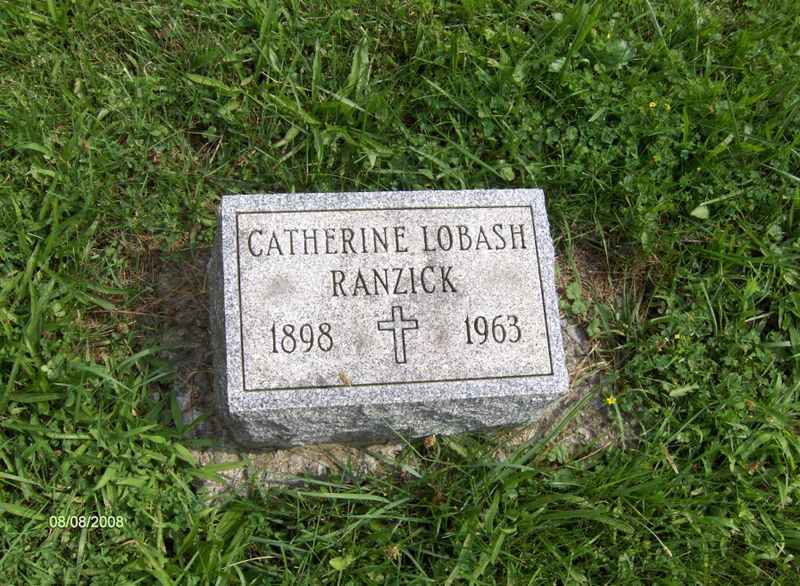 CATHERINE LOBASH
RANZICK
1898 1963
08/08/2008